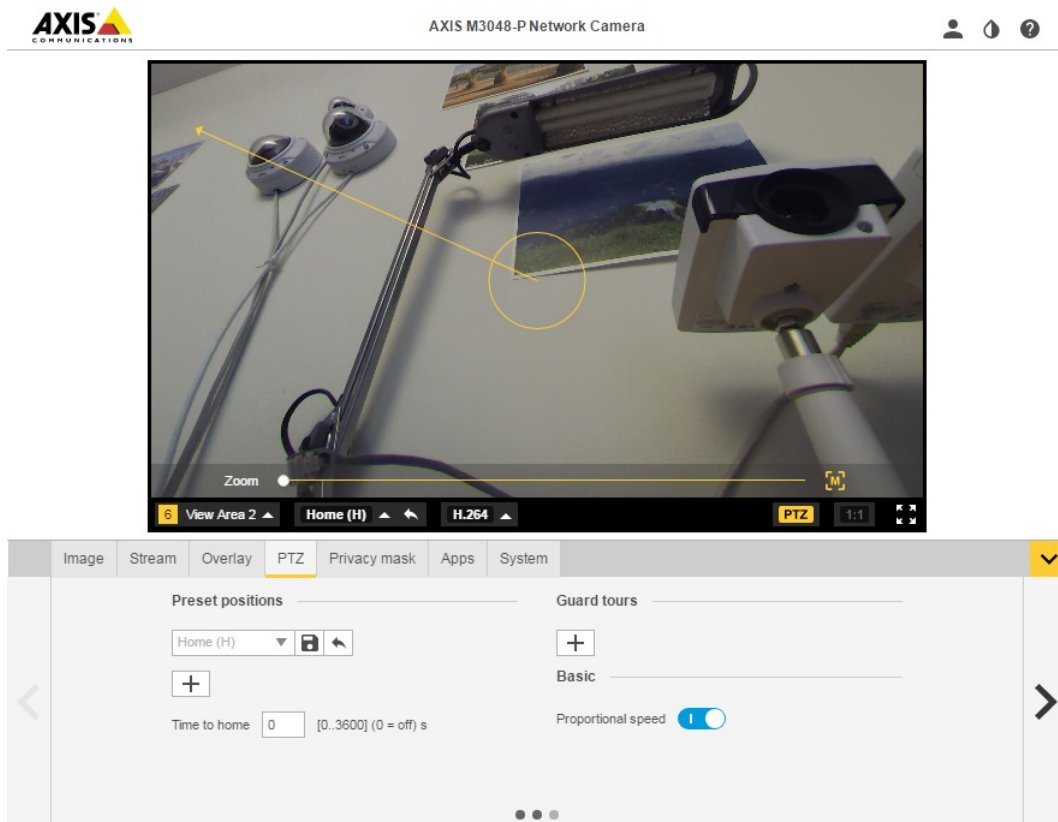 AXIS
COMMUNICATIONS
AXIS M3048-P Network Camera
Zoom
M
6 View Area 2 Home (H) H.264 PTZ 1:1
Image Stream Overlay PTZ Privacy mask Apps System
Preset positions
Home (H)
Time to home 0 [0..3600] (0 = off) s
Guard tours
Basic
Proportional speed